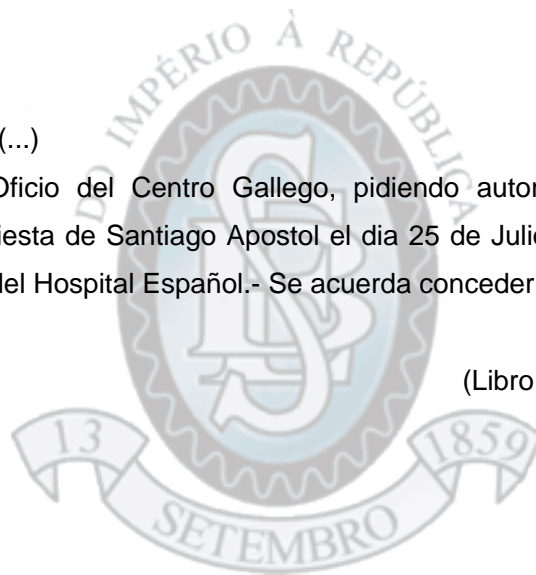 DO IMPÉRIO À REPÚBLICA
(...)
Oficio del Centro Gallego, pidiendo autor
iesta de Santiago Apostol el dia 25 de Julio
del Hospital Español.- Se acuerda conceder
(Libro
13
1859
SETEMBRO